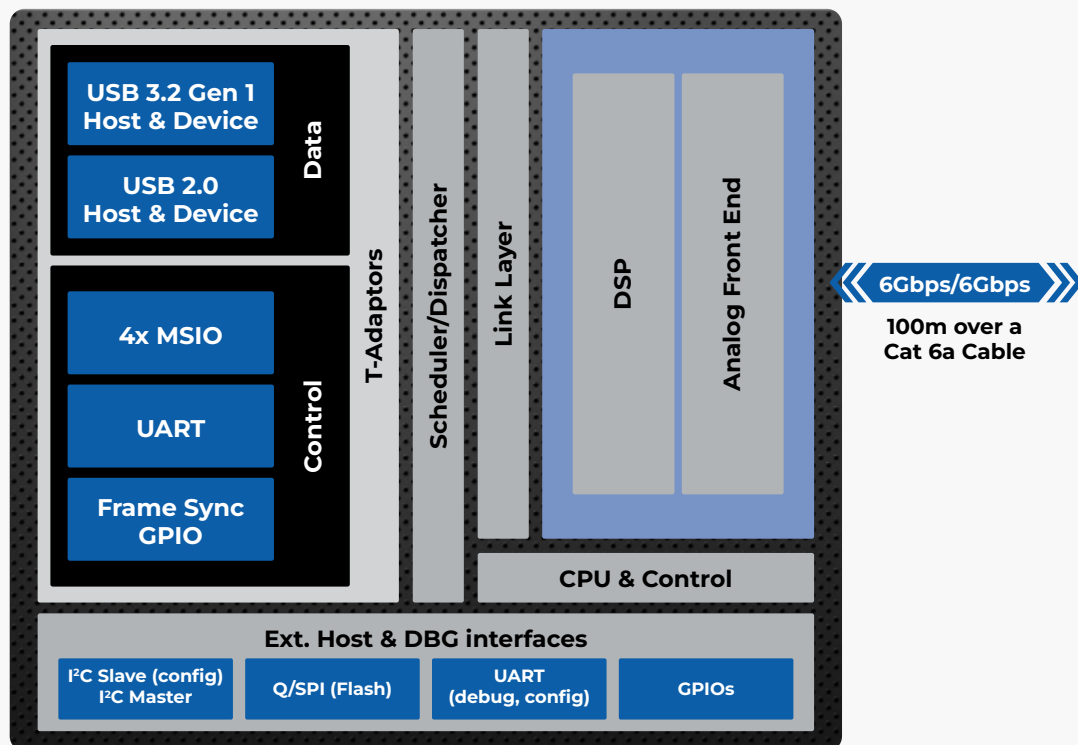 USB 3.2 Gen 1
Host & Device
USB 2.0
Host & Device
Data
4x MSIO
UART
Frame Sync
GPIO
Control
T-Adaptors
Scheduler/Dispatcher
Link Layer
DSP
Analog Front End
6Gbps/6Gbps
100m over a
Cat 6a Cable
CPU & Control
Ext. Host & DBG interfaces
I²C Slave (config)
I²C Master
Q/SPI (Flash)
UART
(debug, config)
GPIOs